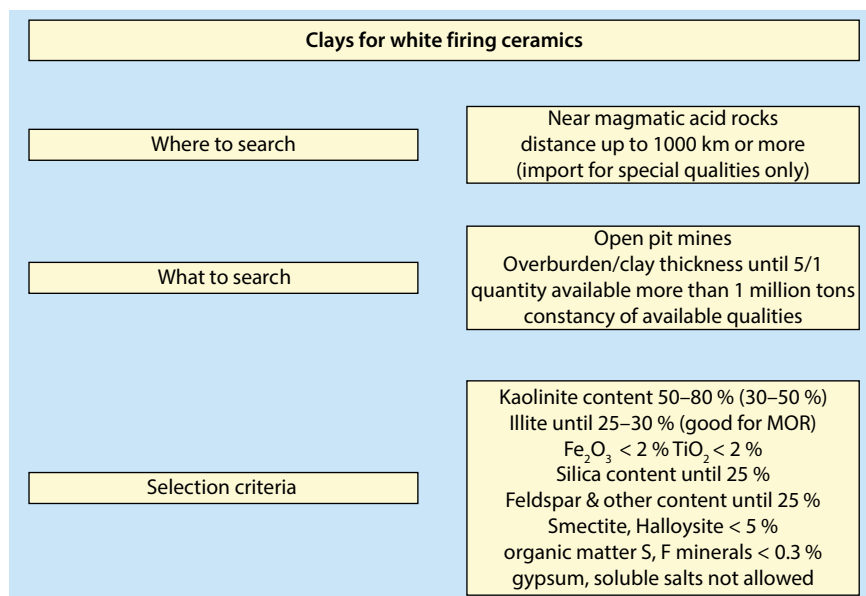 Clays for white firing ceramics
Where to search
Near magmatic acid rocks
distance up to 1000 km or more
(import for special qualities only)
What to search
Open pit mines
Overburden/clay thickness until 5/1
quantity available more than 1 million tons
constancy of available qualities
Selection criteria
Kaolinite content 50–80 % (30–50 %)
Illite until 25–30 % (good for MOR)
Fe₂O₃ < 2 % TiO₂ < 2 %
Silica content until 25 %
Feldspar & other content until 25 %
Smectite, Halloysite < 5 %
organic matter S, F minerals < 0.3 %
gypsum, soluble salts not allowed